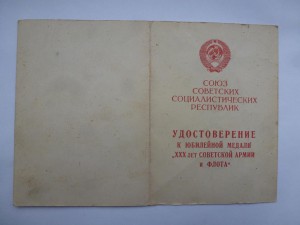 СОЮЗ
СОВЕТСКИХ
СОЦИАЛИСТИЧЕСКИХ
РЕСПУБЛИК
УДОСТОВЕРЕНИЕ
К ЮБИЛЕЙНОЙ МЕДАЛИ
„XXX ЛЕТ СОВЕТСКОЙ АРМИИ
и ФЛОТА“